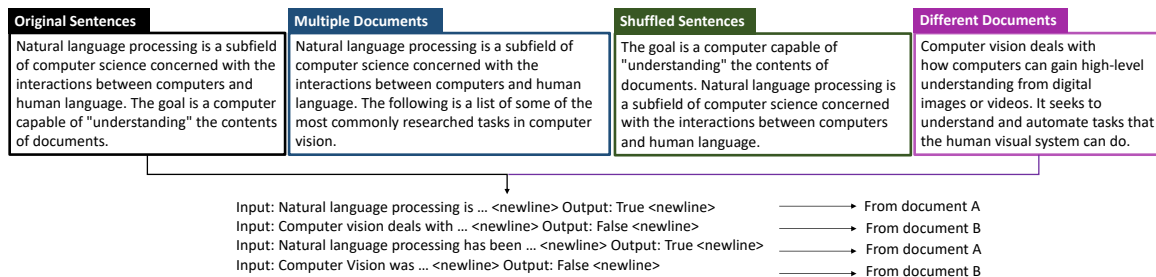 Original Sentences
Natural language processing is a subfield
of computer science concerned with the
interactions between computers and
human language. The goal is a computer
capable of "understanding" the contents
of documents.
Multiple Documents
Natural language processing is a subfield of
computer science concerned with the
interactions between computers and human
language. The following is a list of some of the
most commonly researched tasks in computer
vision.
Shuffled Sentences
The goal is a computer capable of
"understanding" the contents of
documents. Natural language processing is
a subfield of computer science concerned
with the interactions between computers
and human language.
Different Documents
Computer vision deals with
how computers can gain high-level
understanding from digital
images or videos. It seeks to
understand and automate tasks that
the human visual system can do.
Input: Natural language processing is … <newline> Output: True <newline> From document A
Input: Computer vision deals with … <newline> Output: False <newline> From document B
Input: Natural language processing has been … <newline> Output: True <newline> From document A
Input: Computer Vision was … <newline> Output: False <newline> From document B